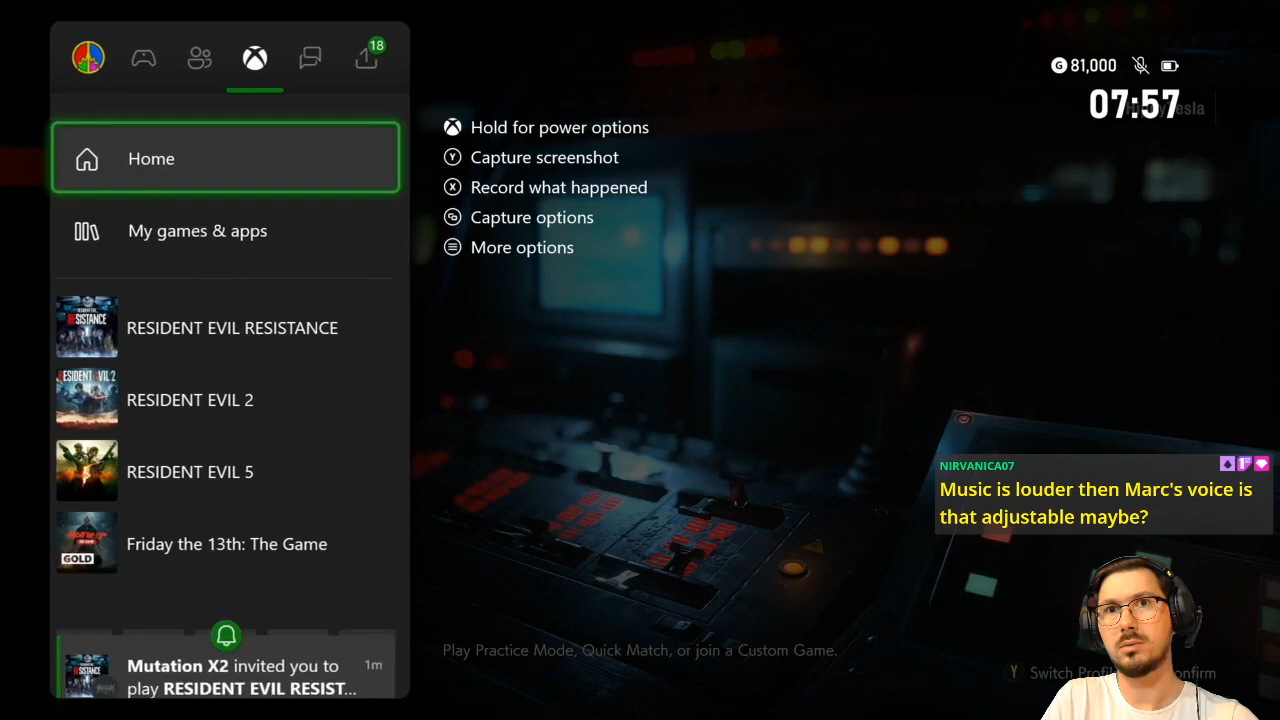 18
81,000
07:57
Home
My games & apps
Hold for power options
Capture screenshot
Record what happened
Capture options
More options
RESIDENT EVIL RESISTANCE
RESIDENT EVIL 2
RESIDENT EVIL 5
GOLD
Friday the 13th: The Game
Mutation X2 invited you to
play RESIDENT EVIL RESIST...
1m
NIRVANICA07
Music is louder then Marc's voice is
that adjustable maybe?
Play Practice Mode, Quick Match, or join a Custom Game.
Y Switch Profil
onfirm